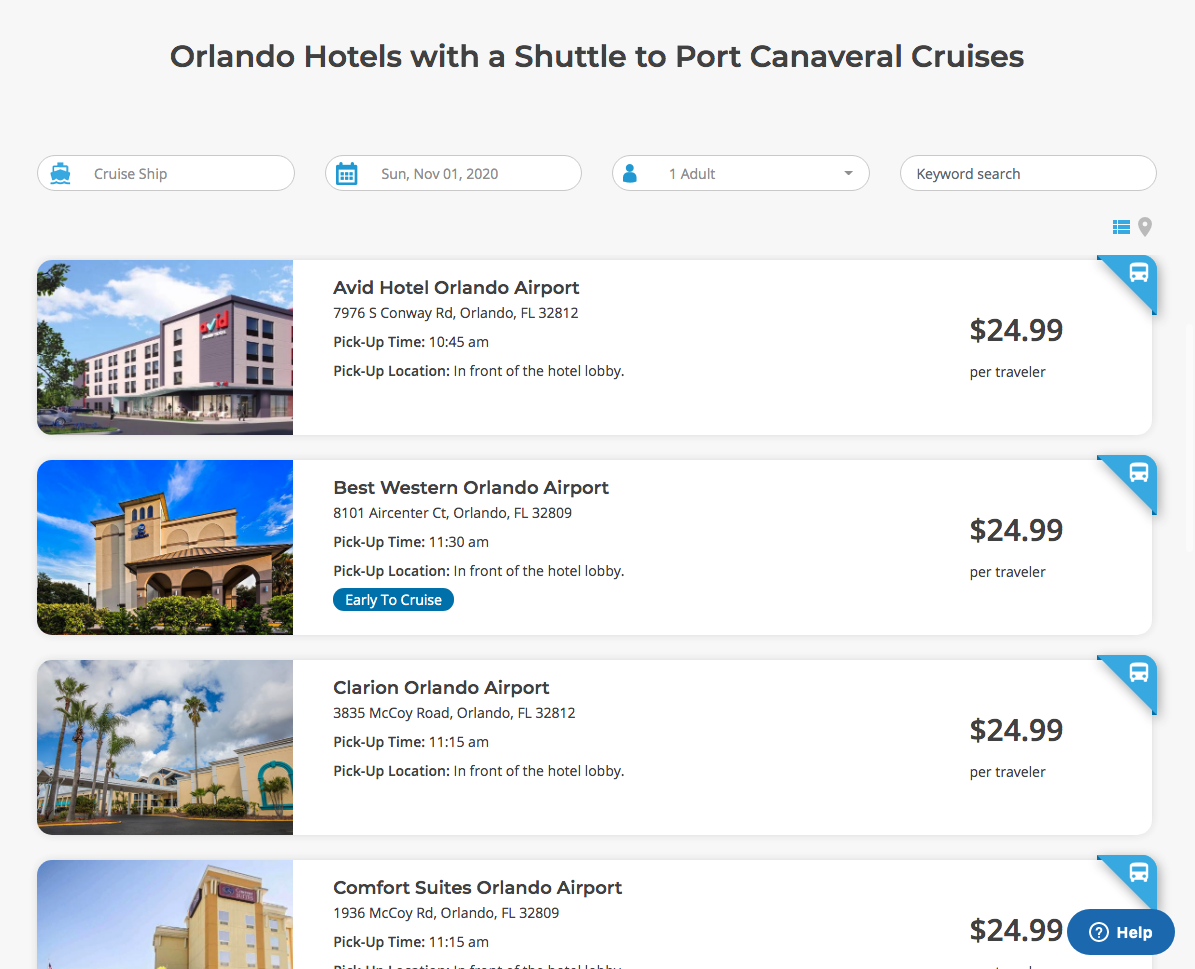 Orlando Hotels with a Shuttle to Port Canaveral Cruises
Cruise Ship
Sun, Nov 01, 2020
1 Adult
Keyword search
avid
Avid Hotel Orlando Airport
7976 S Conway Rd, Orlando, FL 32812
Pick-Up Time: 10:45 am
Pick-Up Location: In front of the hotel lobby.
$24.99
per traveler
Best Western Orlando Airport
8101 Aircenter Ct, Orlando, FL 32809
Pick-Up Time: 11:30 am
Pick-Up Location: In front of the hotel lobby.
Early To Cruise
$24.99
per traveler
Clarion Orlando Airport
3835 McCoy Road, Orlando, FL 32812
Pick-Up Time: 11:15 am
Pick-Up Location: In front of the hotel lobby.
$24.99
per traveler
Comfort Suites Orlando Airport
1936 McCoy Rd, Orlando, FL 32809
Pick-Up Time: 11:15 am
$24.99
Help